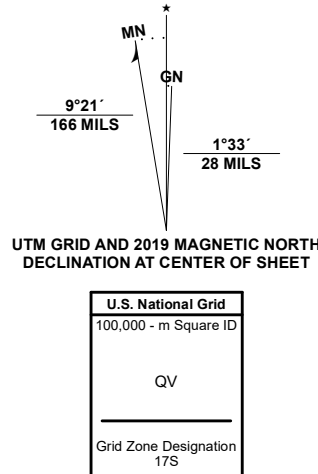 ★
MN
GN
9°21´
166 MILS
1°33´
28 MILS
UTM GRID AND 2019 MAGNETIC NORTH
DECLINATION AT CENTER OF SHEET
U.S. National Grid
100,000 - m Square ID
QV
Grid Zone Designation
17S